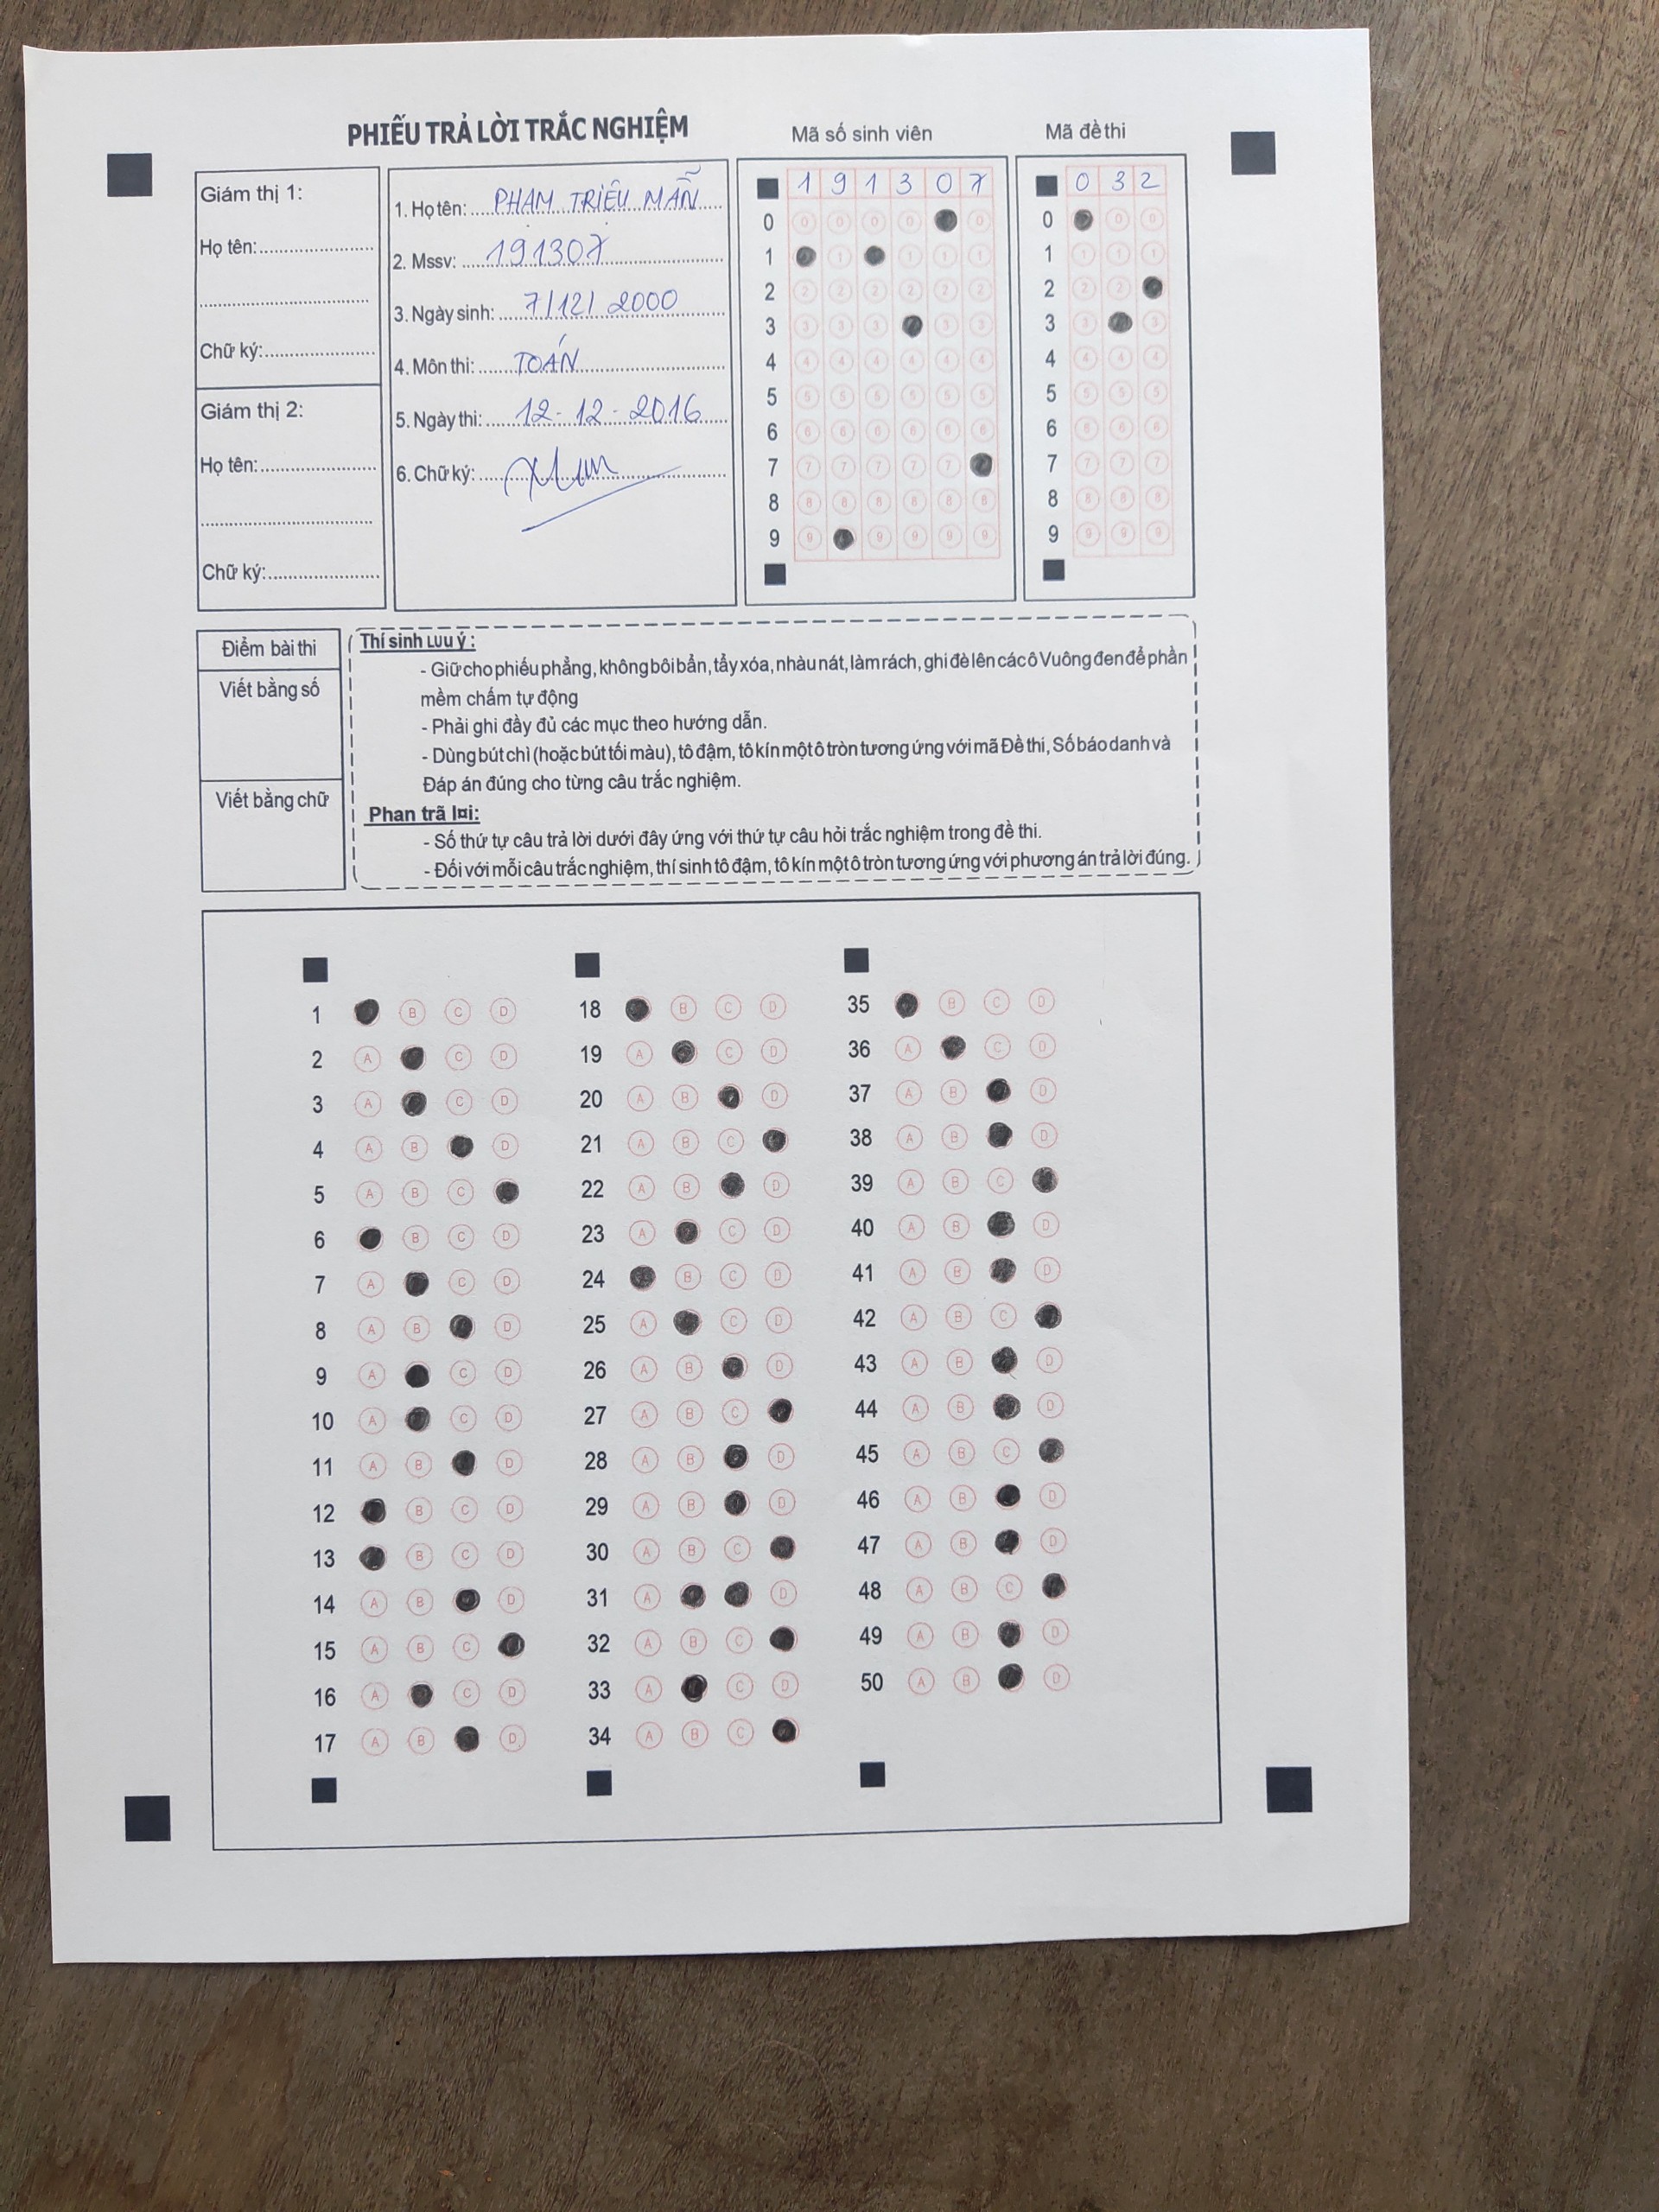 PHIẾU TRẢ LỜI TRẮC NGHIỆM
Mã số sinh viên
Mã đề thi
Giám thị 1:
Họ tên:
Chữ ký:
Giám thị 2:
Họ tên:
Chữ ký:
1. Họ tên: PHẠM TRIỆU MẪN
2. Mssv: 191307
3. Ngày sinh: 7/12/2000
4. Môn thi: TOÁN
5. Ngày thi: 12-12-2016
6. Chữ ký:
1 9 1 3 0 7
0 0 0 0 0 0
1 1 1 1 1
2 2 2 2 2 2 2
3 3 3 3 3 3
4 4 4 4 4 4 4
5 5 5 5 5 5 5
6 6 6 6 6 6 6
7 7 7 7 7 7
8 8 8 8 8 8 8
9 9 9 9 9 9
0 3 2
0 0 0
1 1 1 1
2 2 2
3 3 3
4 4 4 4
5 5 5 5
6 6 6 6
7 7 7 7
8 8 8 8
9 9 9 9
Điểm bài thi
Viết bằng số
Viết bằng chữ
Thí sinh LƯU ý :
- Giữ cho phiếu phẳng, không bôi bẩn, tẩy xóa, nhàu nát, làm rách, ghi đè lên các ô Vuông đen để phần
mềm chấm tự động
- Phải ghi đầy đủ các mục theo hướng dẫn.
- Dùng bút chì (hoặc bút tối màu), tô đậm, tô kín một ô tròn tương ứng với mã Đề thi, Số báo danh và
Đáp án đúng cho từng câu trắc nghiệm.
Phan trã l¤i:
- Số thứ tự câu trả lời dưới đây ứng với thứ tự câu hỏi trắc nghiệm trong đề thi.
- Đối với mỗi câu trắc nghiệm, thí sinh tô đậm, tô kín một ô tròn tương ứng với phương án trả lời đúng.
1 B C D
2 A C D
3 A C D
4 A B D
5 A B C
6 B C D
7 A C D
8 A B D
9 A C D
10 A C D
11 A B D
12 B C D
13 B C D
14 A B D
15 A B C
16 A C D
17 A B D
18 B C D
19 A C D
20 A B D
21 A B C
22 A B D
23 A C D
24 B C D
25 A C D
26 A B D
27 A B C
28 A B D
29 A B D
30 A B C
31 A D
32 A B C
33 A C D
34 A B C
35 B C D
36 A C D
37 A B D
38 A B D
39 A B C
40 A B D
41 A B D
42 A B C
43 A B D
44 A B D
45 A B C
46 A B D
47 A B D
48 A B C
49 A B D
50 A B D